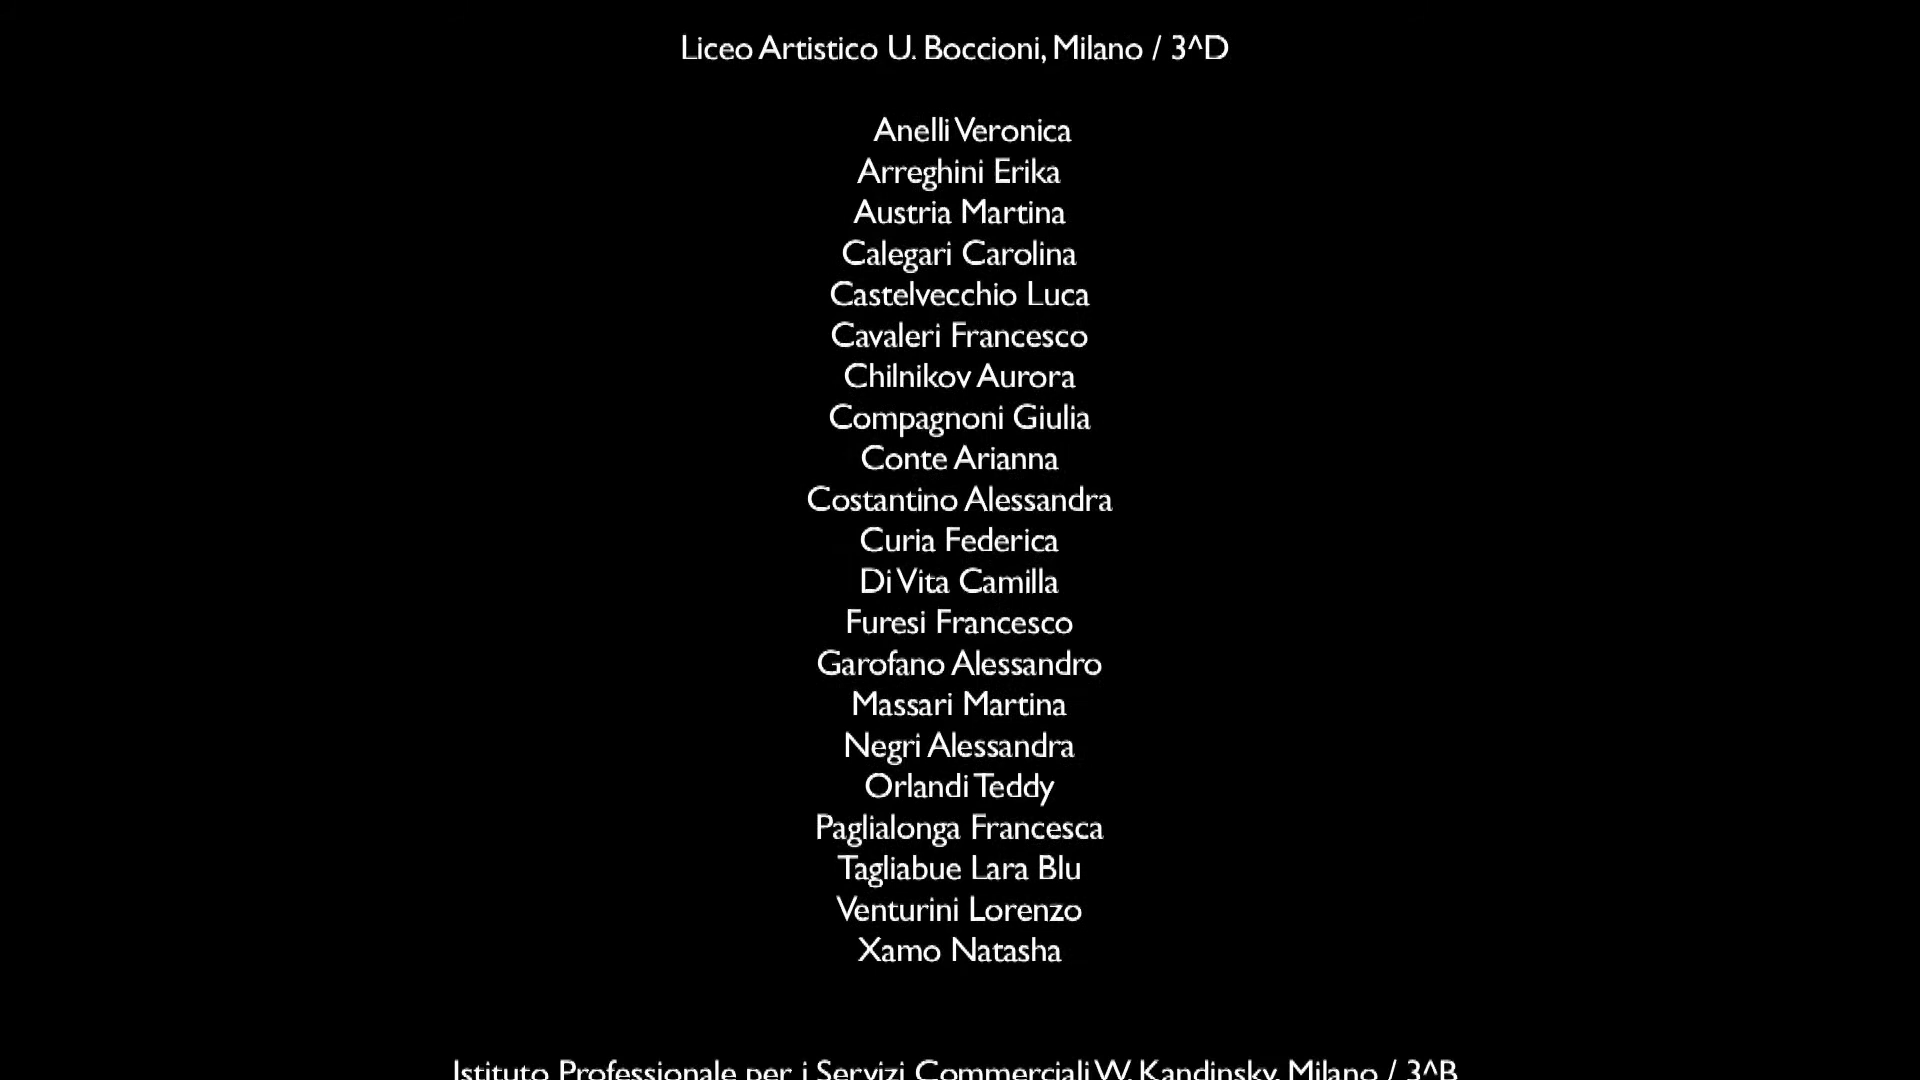 Liceo Artistico U. Boccioni, Milano / 3^D
Anelli Veronica
Arreghini Erika
Austria Martina
Calegari Carolina
Castelvecchio Luca
Cavaleri Francesco
Chilnikov Aurora
Compagnoni Giulia
Conte Arianna
Costantino Alessandra
Curia Federica
Di Vita Camilla
Furesi Francesco
Garofano Alessandro
Massari Martina
Negri Alessandra
Orlandi Teddy
Paglialonga Francesca
Tagliabue Lara Blu
Venturini Lorenzo
Xamo Natasha
Istituto Professionale per i Servizi Commerciali W. Kandinsky, Milano / 3^B